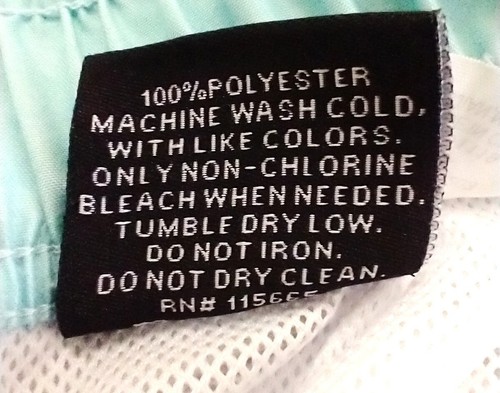 100%POLYESTER
MACHINE WASH COLD,
WITH LIKE COLORS.
ONLY NON-CHLORINE
BLEACH WHEN NEEDED.
TUMBLE DRY LOW.
DO NOT IRON.
DO NOT DRY CLEAN.
RN#